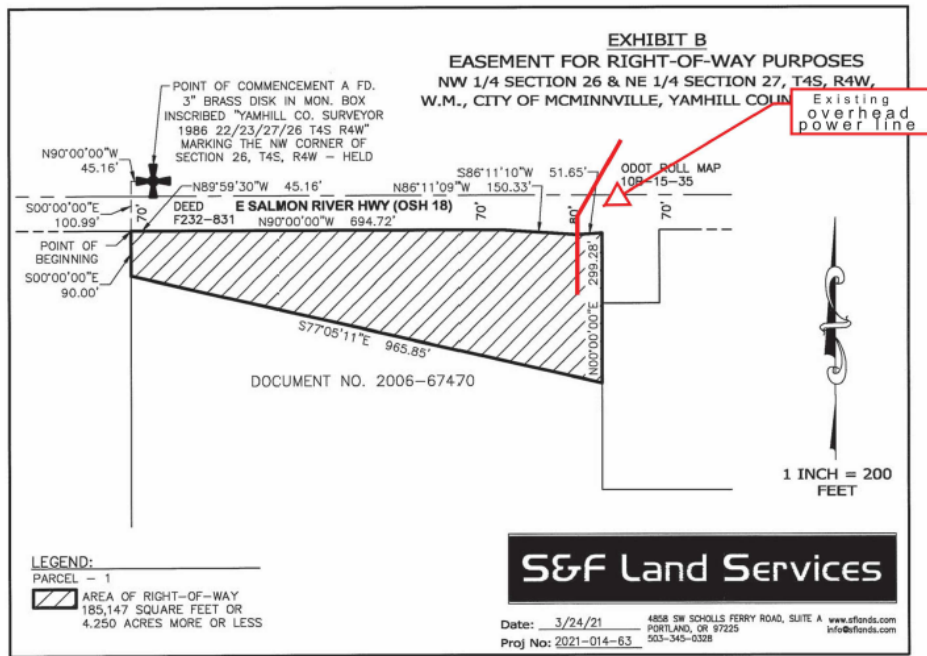 EXHIBIT B
EASEMENT FOR RIGHT-OF-WAY PURPOSES
NW 1/4 SECTION 26 & NE 1/4 SECTION 27, T4S, R4W,
W.M., CITY OF MCMINNVILLE, YAMHILL
Existing
overhead
power line
POINT OF COMMENCEMENT A FD.
3" BRASS DISK IN MON. BOX
INSCRIBED "YAMHILL CO. SURVEYOR
1986 22/23/27/26 T4S R4W"
MARKING THE NW CORNER OF
SECTION 26, T4S, R4W – HELD
N90°00'00"W
45.16'
S86°11'10"W 51.65'
ODOT ROLL MAP
10B-15-35
N89°59'30"W 45.16'
N86°11'09"W 150.33'
S00°00'00"E
100.99'
70'
DEED
F232-831
E SALMON RIVER HWY (OSH 18)
N90°00'00"W 694.72'
70'
80'
70'
POINT OF
BEGINNING
S00°00'00"E
90.00'
N00°00'00"E 299.28'
S77°05'11"E 965.85'
DOCUMENT NO. 2006-67470
1 INCH = 200
FEET
LEGEND:
PARCEL – 1
AREA OF RIGHT-OF-WAY
185,147 SQUARE FEET OR
4.250 ACRES MORE OR LESS
S&F Land Services
Date: 3/24/21
Proj No: 2021-014-63
4858 SW SCHOLLS FERRY ROAD, SUITE A
PORTLAND, OR 97225
503-345-0328
www.sflands.com
info@sflands.com